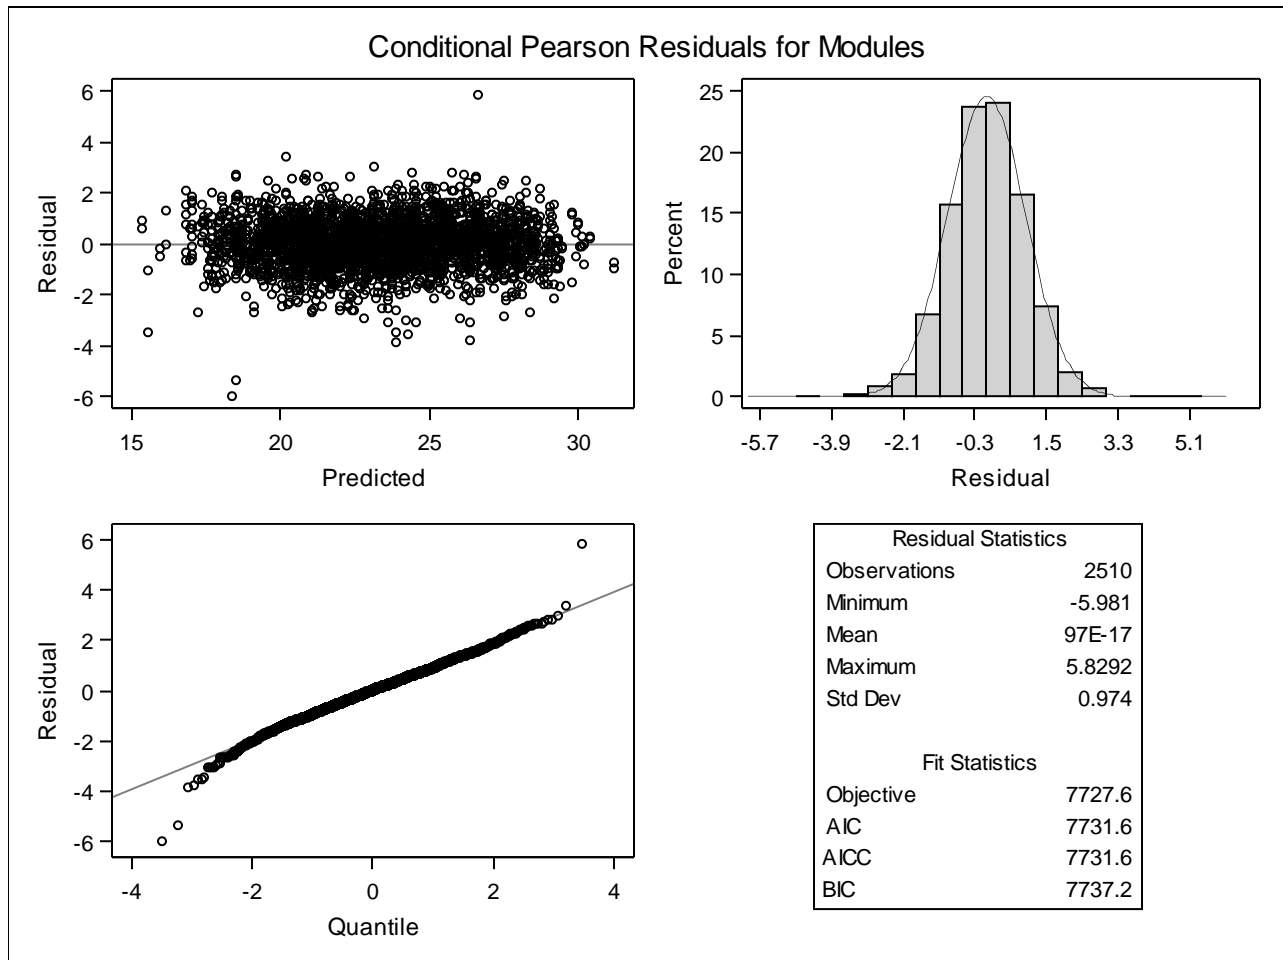 Conditional Pearson Residuals for Modules
6
4
2
0
-2
-4
-6
Residual
15
20
25
30
Predicted
25
20
15
10
5
0
Percent
-5.7
-3.9
-2.1
-0.3
1.5
3.3
5.1
Residual
6
4
2
0
-2
-4
-6
Residual
-4
-2
0
2
4
Quantile
Residual Statistics
Observations 2510
Minimum -5.981
Mean 97E-17
Maximum 5.8292
Std Dev 0.974
Fit Statistics
Objective 7727.6
AIC 7731.6
AICC 7731.6
BIC 7737.2